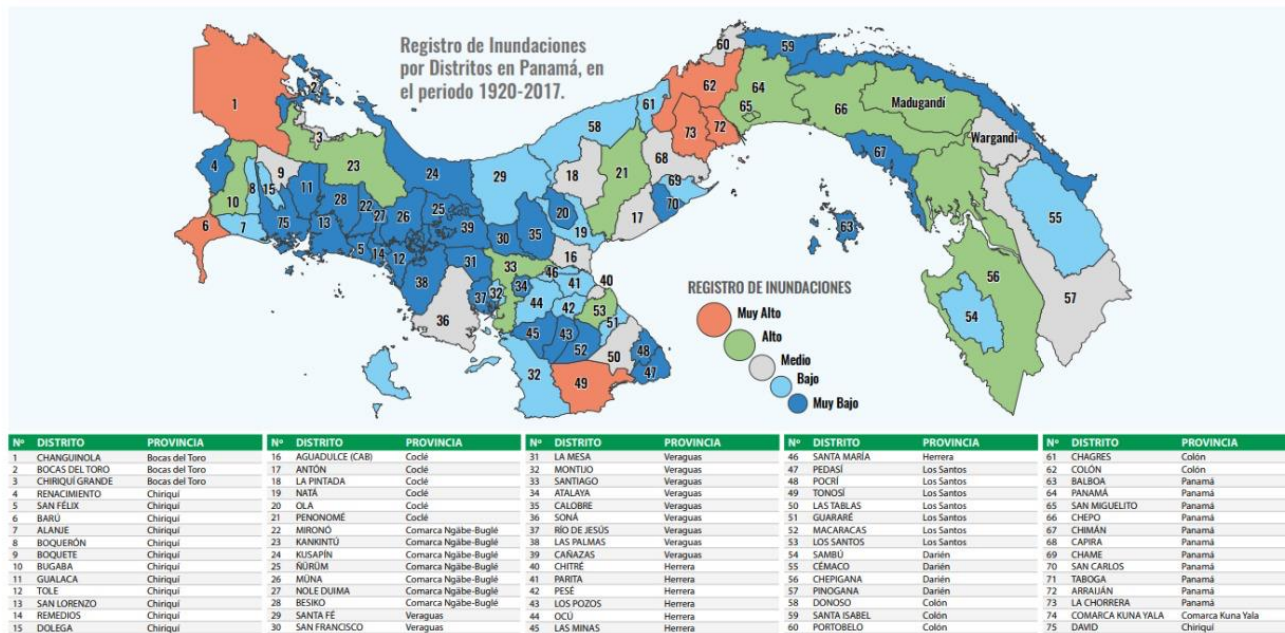 Registro de Inundaciones
por Distritos en Panamá, en
el periodo 1920-2017.
60
59
2
62
64
61
1
65
66
Madugandí
58
73
72
3
Wargandí
4
23
68
67
9
24
29
18
21
8
15
11
69
10
28
22
25
20
70
17
55
6
7
75
13
27
26
39
30
35
19
63
5
14
12
31
33
16
56
38
46
41
40
37
32
34
44
42
53
57
36
51
54
45
43
52
50
48
47
32
49
REGISTRO DE INUNDACIONES
Muy Alto
Alto
Medio
Bajo
Muy Bajo
Nº DISTRITO PROVINCIA
1 CHANGUINOLA Bocas del Toro
2 BOCAS DEL TORO Bocas del Toro
3 CHIRIQUÍ GRANDE Bocas del Toro
4 RENACIMIENTO Chiriquí
5 SAN FÉLIX Chiriquí
6 BARÚ Chiriquí
7 ALANJE Chiriquí
8 BOQUERÓN Chiriquí
9 BOQUETE Chiriquí
10 BUGABA Chiriquí
11 GUALACA Chiriquí
12 TOLE Chiriquí
13 SAN LORENZO Chiriquí
14 REMEDIOS Chiriquí
15 DOLEGA Chiriquí
Nº DISTRITO PROVINCIA
16 AGUADULCE (CAB) Coclé
17 ANTÓN Coclé
18 LA PINTADA Coclé
19 NATÁ Coclé
20 OLA Coclé
21 PENONOMÉ Coclé
22 MIRONÓ Comarca Ngäbe-Buglé
23 KANKINTÚ Comarca Ngäbe-Buglé
24 KUSAPÍN Comarca Ngäbe-Buglé
25 ÑÜRÜM Comarca Ngäbe-Buglé
26 MÜNA Comarca Ngäbe-Buglé
27 NOLE DUIMA Comarca Ngäbe-Buglé
28 BESIKO Comarca Ngäbe-Buglé
29 SANTA FÉ Veraguas
30 SAN FRANCISCO Veraguas
Nº DISTRITO PROVINCIA
31 LA MESA Veraguas
32 MONTIJO Veraguas
33 SANTIAGO Veraguas
34 ATALAYA Veraguas
35 CALOBRE Veraguas
36 SONÁ Veraguas
37 RÍO DE JESÚS Veraguas
38 LAS PALMAS Veraguas
39 CAÑAZAS Veraguas
40 CHITRÉ Herrera
41 PARITA Herrera
42 PESÉ Herrera
43 LOS POZOS Herrera
44 OCÚ Herrera
45 LAS MINAS Herrera
Nº DISTRITO PROVINCIA
46 SANTA MARÍA Herrera
47 PEDASÍ Los Santos
48 POCRÍ Los Santos
49 TONOSÍ Los Santos
50 LAS TABLAS Los Santos
51 GUARARÉ Los Santos
52 MACARACAS Los Santos
53 LOS SANTOS Los Santos
54 SAMBÚ Darién
55 CÉMACO Darién
56 CHEPIGANA Darién
57 PINOGANA Darién
58 DONOSO Colón
59 SANTA ISABEL Colón
60 PORTOBELO Colón
Nº DISTRITO PROVINCIA
61 CHAGRES Colón
62 COLÓN Colón
63 BALBOA Panamá
64 PANAMÁ Panamá
65 SAN MIGUELITO Panamá
66 CHEPO Panamá
67 CHIMÁN Panamá
68 CAPIRA Panamá
69 CHAME Panamá
70 SAN CARLOS Panamá
71 TABOGA Panamá
72 ARRAIJÁN Panamá
73 LA CHORRERA Panamá
74 COMARCA KUNA YALA Comarca Kuna Yala
75 DAVID Chiriquí